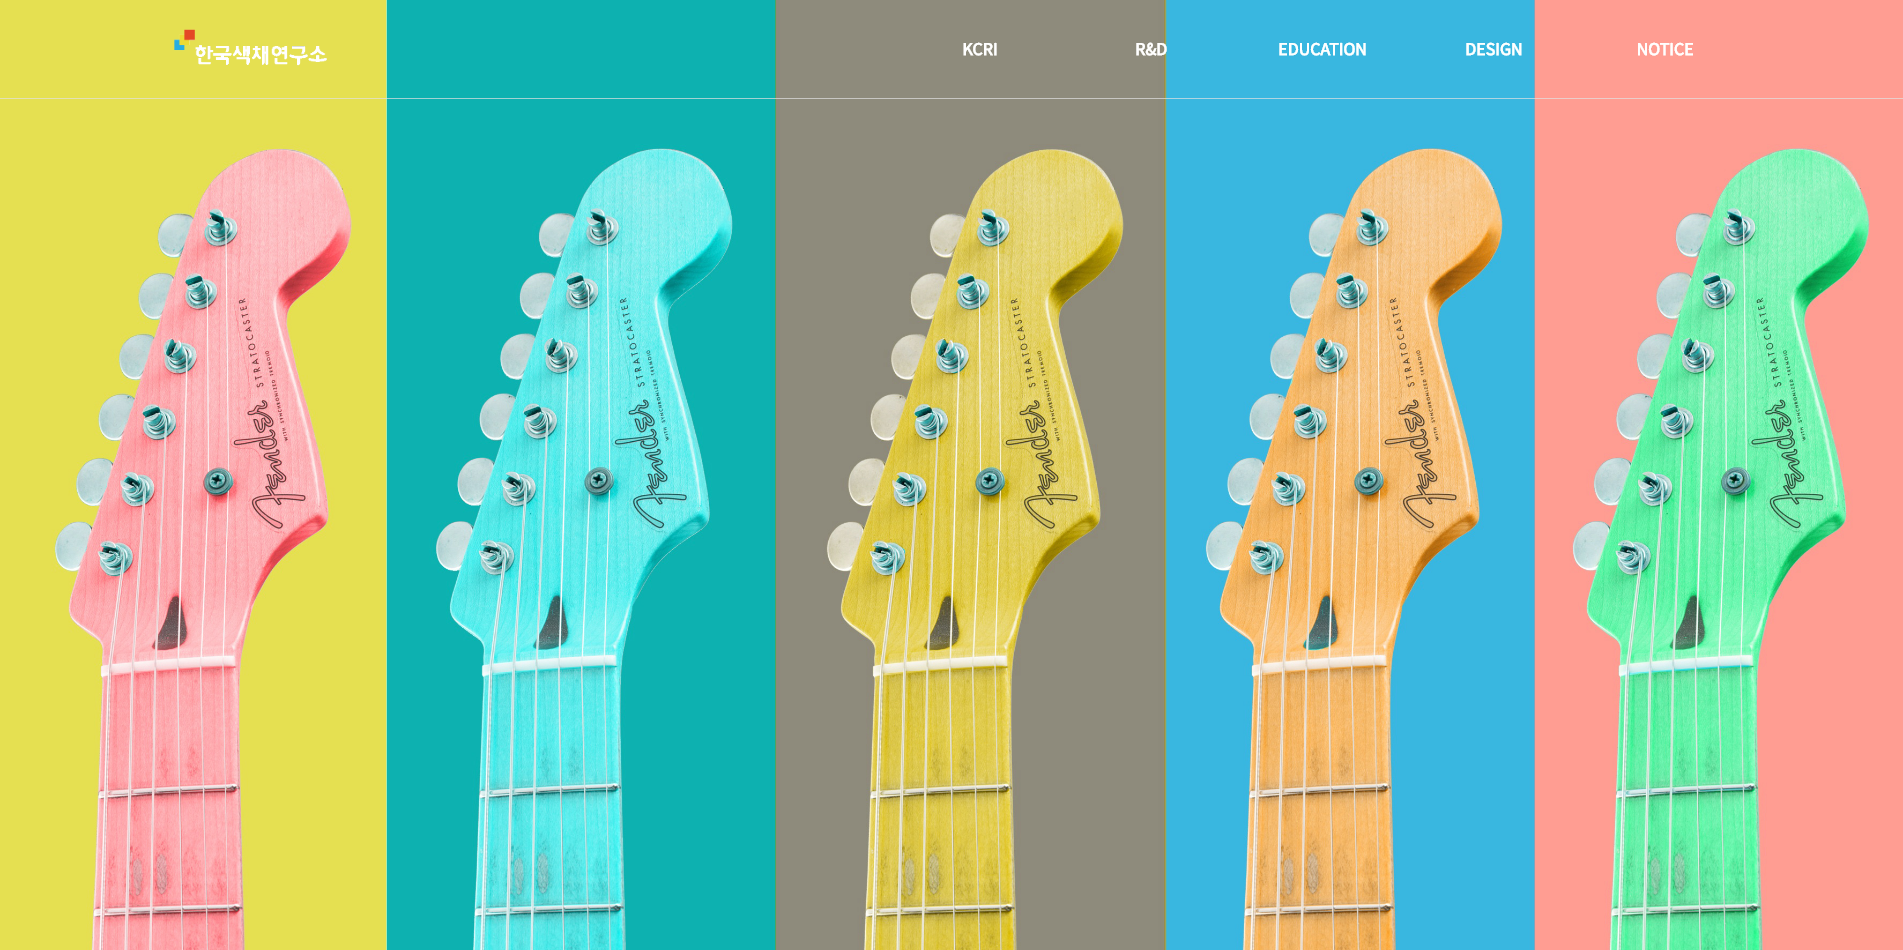 한국색채연구소
KCRI
R&D
EDUCATION
DESIGN
NOTICE
STRATOCASTER
WITH SYNCHRONIZED TREMOLO
Fender
STRATOCASTER
WITH SYNCHRONIZED TREMOLO
Fender
STRATOCASTER
WITH SYNCHRONIZED TREMOLO
Fender
STRATOCASTER
WITH SYNCHRONIZED TREMOLO
Fender
STRATOCASTER
WITH SYNCHRONIZED TREMOLO
Fender